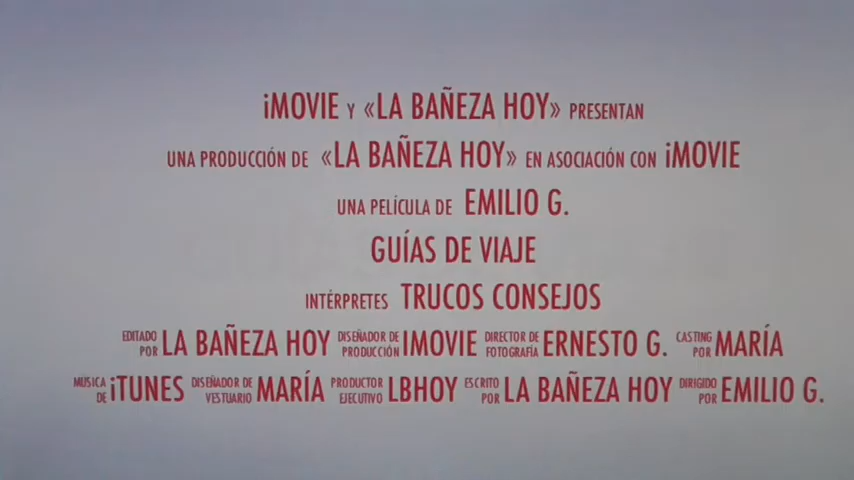 iMOVIE Y «LA BAÑEZA HOY» PRESENTAN
UNA PRODUCCIÓN DE «LA BAÑEZA HOY» EN ASOCIACIÓN CON iMOVIE
UNA PELÍCULA DE EMILIO G.
GUÍAS DE VIAJE
INTÉRPRETES TRUCOS CONSEJOS
EDITADO POR LA BAÑEZA HOY DISEÑADOR DE PRODUCCIÓN IMOVIE DIRECTOR DE FOTOGRAFÍA ERNESTO G. CASTING POR MARÍA
MÚSICA DE iTUNES DISEÑADOR DE VESTUARIO MARÍA PRODUCTOR EJECUTIVO LBHOY ESCRITO POR LA BAÑEZA HOY DIRIGIDO POR EMILIO G.